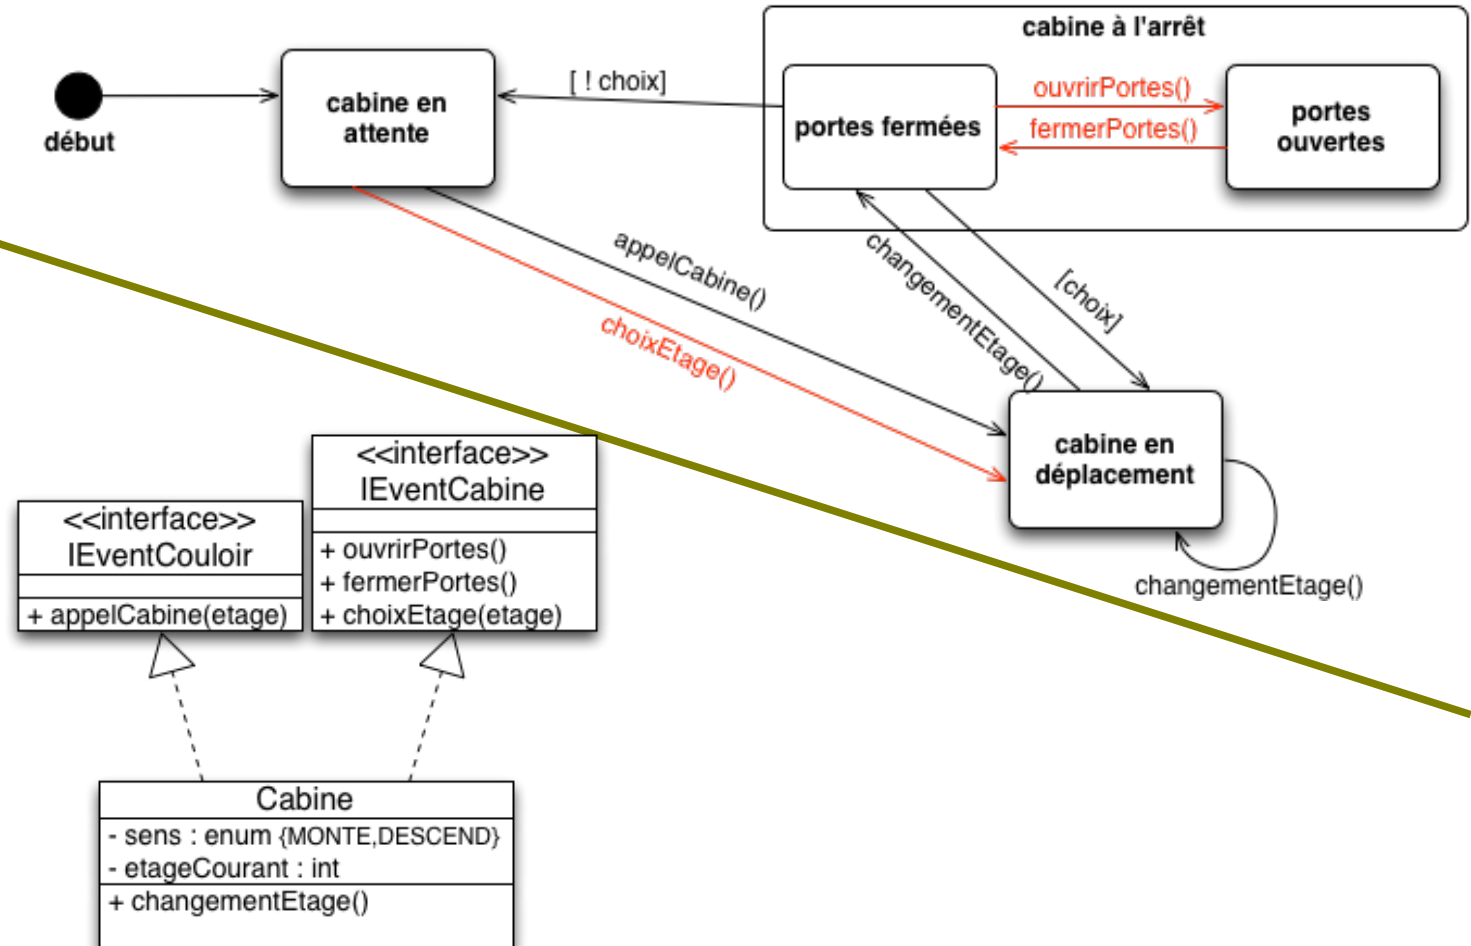 cabine à l'arrêt
début
cabine en
attente
[ ! choix]
portes fermées
ouvrirPortes()
fermerPortes()
portes
ouvertes
appelCabine()
choixEtage()
changementEtage()
[choix]
cabine en
déplacement
changementEtage()
<<interface>>
IEventCouloir
+ appelCabine(etage)
<<interface>>
IEventCabine
+ ouvrirPortes()
+ fermerPortes()
+ choixEtage(etage)
Cabine
- sens : enum {MONTE,DESCEND}
- etageCourant : int
+ changementEtage()